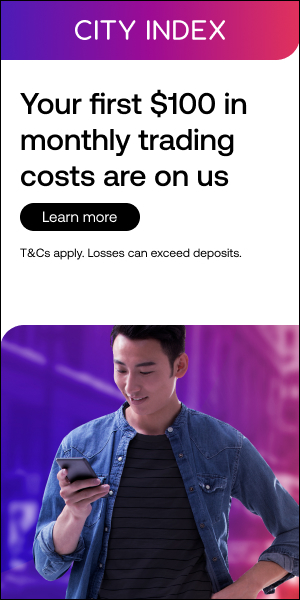 CITY INDEX
Your first $100 in
monthly trading
costs are on us
Learn more
T&Cs apply. Losses can exceed deposits.